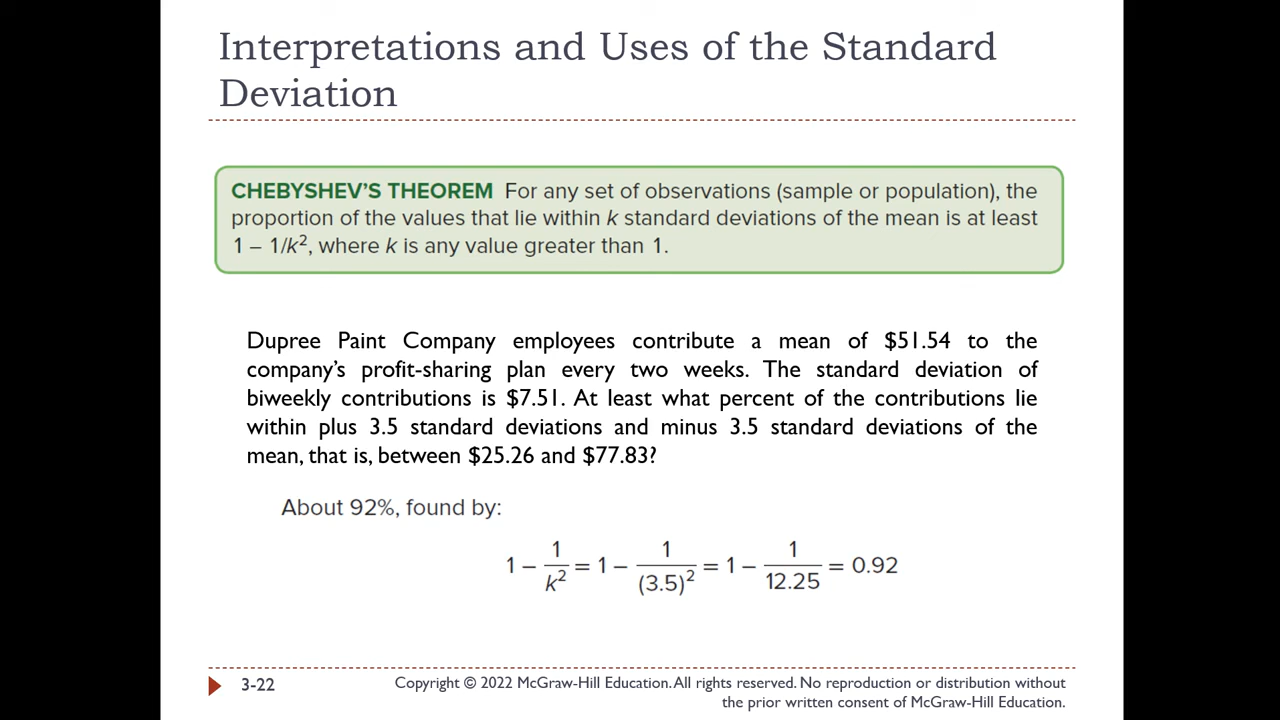 Interpretations and Uses of the Standard
Deviation
CHEBYSHEV'S THEOREM For any set of observations (sample or population), the
proportion of the values that lie within k standard deviations of the mean is at least
1 – 1/k², where k is any value greater than 1.
Dupree Paint Company employees contribute a mean of $51.54 to the
company's profit-sharing plan every two weeks. The standard deviation of
biweekly contributions is $7.51. At least what percent of the contributions lie
within plus 3.5 standard deviations and minus 3.5 standard deviations of the
mean, that is, between $25.26 and $77.83?
About 92%, found by:
1 – 1/k² = 1 – 1/(3.5)² = 1 – 1/12.25 = 0.92
3-22
Copyright © 2022 McGraw-Hill Education. All rights reserved. No reproduction or distribution without
the prior written consent of McGraw-Hill Education.